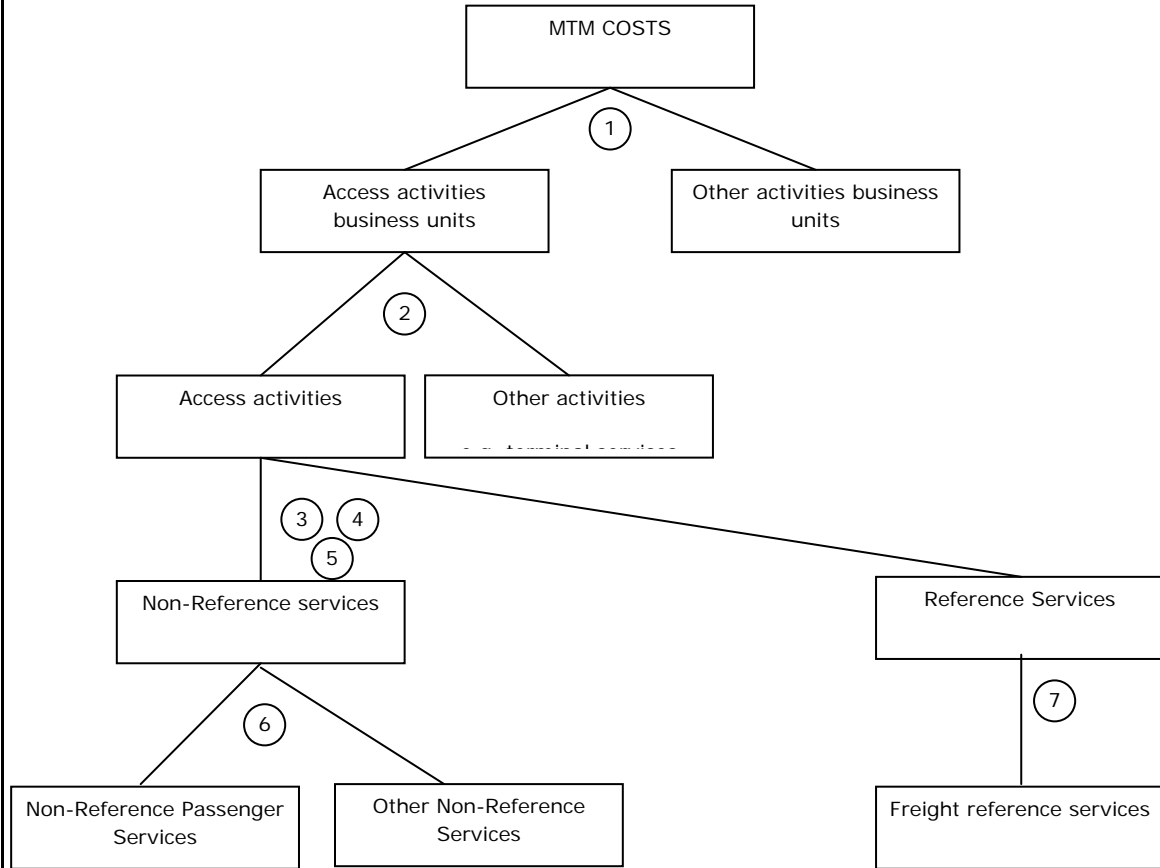 MTM COSTS
1
Access activities
business units
Other activities business
units
2
Access activities
Other activities
3
4
5
Non-Reference services
Reference Services
6
7
Non-Reference Passenger
Services
Other Non-Reference
Services
Freight reference services